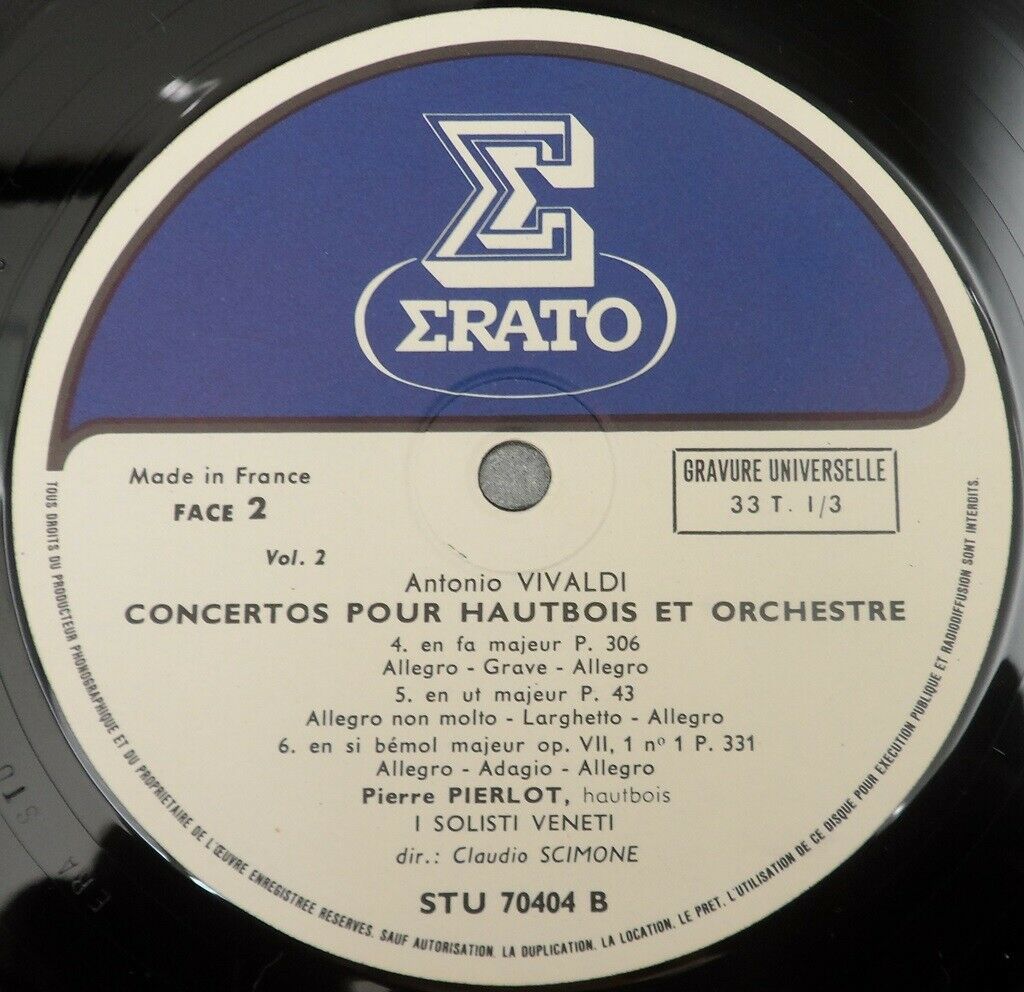 Σ
ΣRATO
Made in France
FACE 2
GRAVURE UNIVERSELLE
33 T. 1/3
Vol. 2
Antonio VIVALDI
CONCERTOS POUR HAUTBOIS ET ORCHESTRE
4. en fa majeur P. 306
Allegro - Grave - Allegro
5. en ut majeur P. 43
Allegro non molto - Larghetto - Allegro
6. en si bémol majeur op. VII, 1 nº 1 P. 331
Allegro - Adagio - Allegro
Pierre PIERLOT, hautbois
I SOLISTI VENETI
dir.: Claudio SCIMONE
STU 70404 B
TOUS DROITS DU PRODUCTEUR PHONOGRAPHIQUE ET DU PROPRIETAIRE DE L'ŒUVRE ENREGISTREE RESERVES. SAUF AUTORISATION. LA DUPLICATION. LA LOCATION. LE PRET. L'UTILISATION DE CE DISQUE POUR EXECUTION PUBLIQUE ET RADIODIFFUSION SONT INTERDITS.
ERA STU